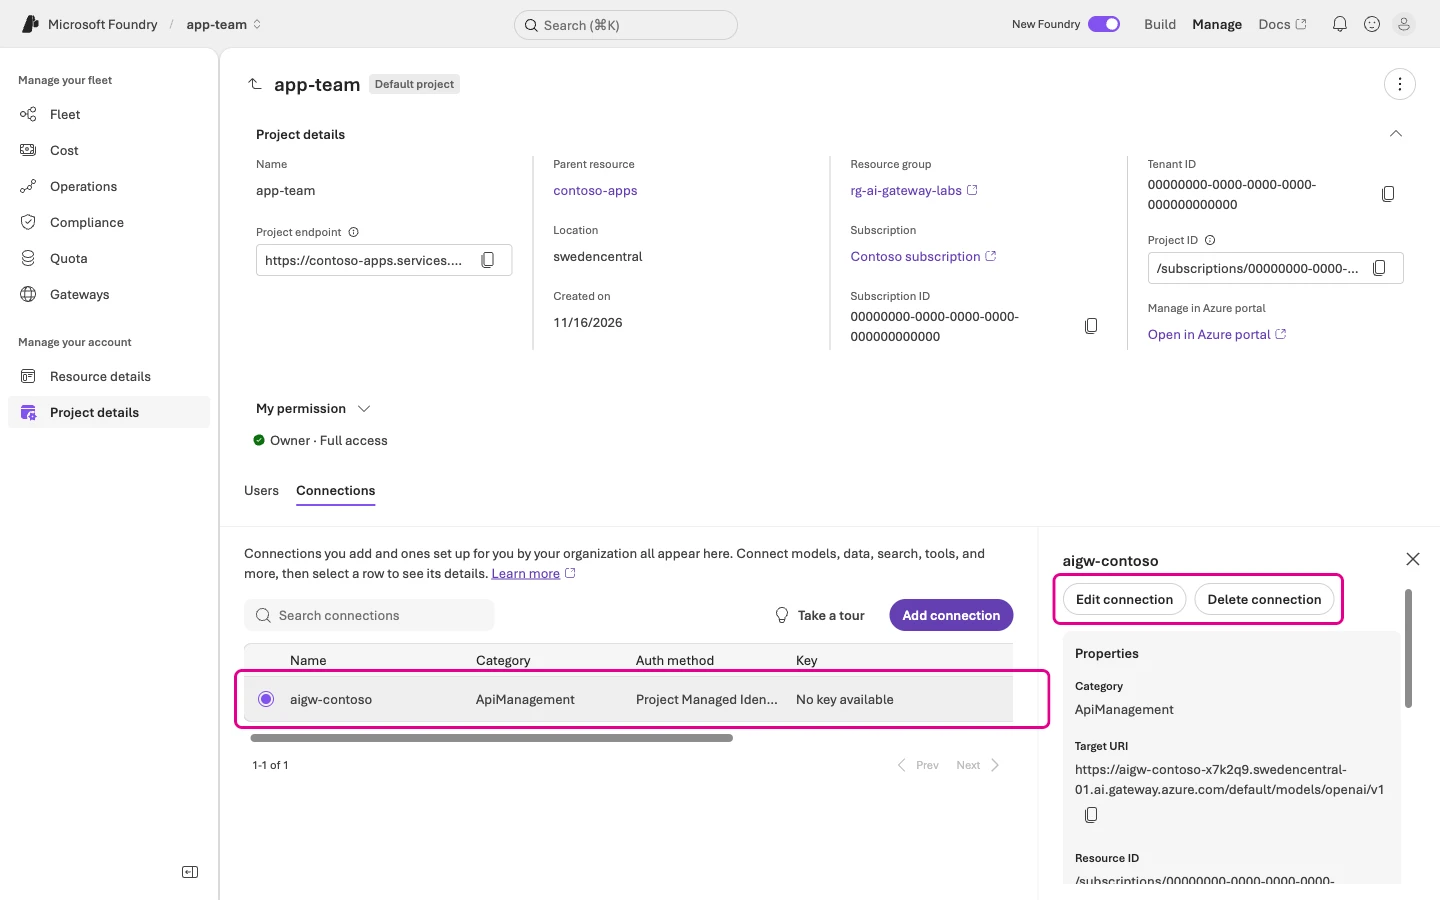 Microsoft Foundry / app-team
Search (⌘K)
New Foundry
Build
Manage
Docs
Manage your fleet
Fleet
Cost
Operations
Compliance
Quota
Gateways
Manage your account
Resource details
Project details
app-team
Default project
Project details
Name
app-team
Project endpoint
https://contoso-apps.services....
Parent resource
contoso-apps
Location
swedencentral
Created on
11/16/2026
Resource group
rg-ai-gateway-labs
Subscription
Contoso subscription
Subscription ID
00000000-0000-0000-0000-
000000000000
Tenant ID
00000000-0000-0000-0000-
000000000000
Project ID
/subscriptions/00000000-0000-...
Manage in Azure portal
Open in Azure portal
My permission
Owner · Full access
Users
Connections
Connections you add and ones set up for you by your organization all appear here. Connect models, data, search, tools, and
more, then select a row to see its details. Learn more
Search connections
Take a tour
Add connection
Name Category Auth method Key
aigw-contoso ApiManagement Project Managed Iden... No key available
1-1 of 1
Prev
Next
aigw-contoso
Edit connection
Delete connection
Properties
Category
ApiManagement
Target URI
https://aigw-contoso-x7k2q9.swedencentral-
01.ai.gateway.azure.com/default/models/openai/v1
Resource ID
/subscriptions/00000000-0000-0000-0000-